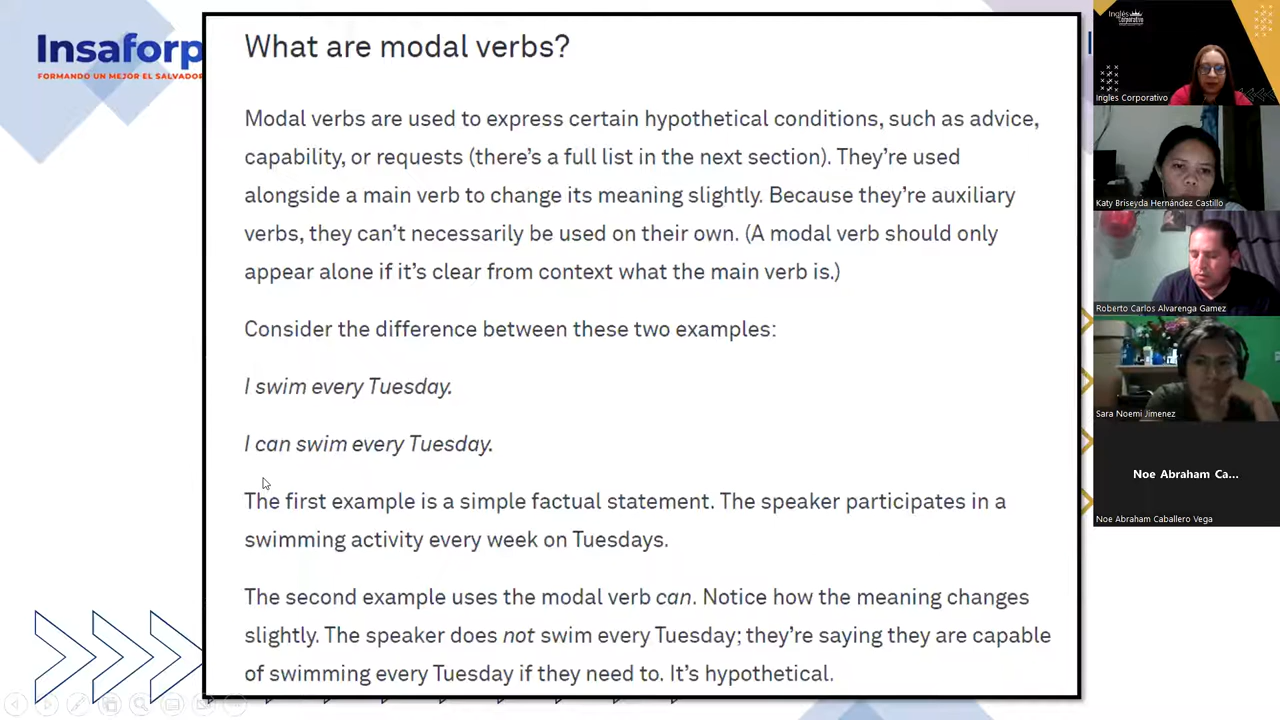 Insaforp
FORMANDO UN MEJOR EL SALVADOR
What are modal verbs?
Modal verbs are used to express certain hypothetical conditions, such as advice,
capability, or requests (there’s a full list in the next section). They’re used
alongside a main verb to change its meaning slightly. Because they’re auxiliary
verbs, they can’t necessarily be used on their own. (A modal verb should only
appear alone if it’s clear from context what the main verb is.)
Consider the difference between these two examples:
I swim every Tuesday.
I can swim every Tuesday.
The first example is a simple factual statement. The speaker participates in a
swimming activity every week on Tuesdays.
The second example uses the modal verb can. Notice how the meaning changes
slightly. The speaker does not swim every Tuesday; they’re saying they are capable
of swimming every Tuesday if they need to. It’s hypothetical.
Inglés
Corporativo
Ingles Corporativo
Katy Briseyda Hernández Castillo
Roberto Carlos Alvarenga Gamez
Sara Noemi Jimenez
Noe Abraham Ca...
Noe Abraham Caballero Vega